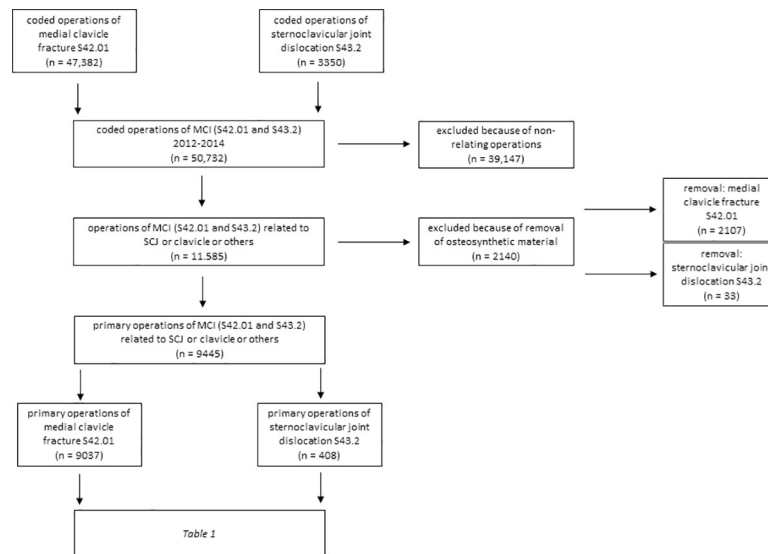 coded operations of
medial clavicle
fracture S42.01
(n = 47,382)
coded operations of
sternoclavicular joint
dislocation S43.2
(n = 3350)
coded operations of MCI (S42.01 and S43.2)
2012-2014
(n = 50,732)
excluded because of non-
relating operations
(n = 39,147)
operations of MCI (S42.01 and S43.2) related to
SCJ or clavicle or others
(n = 11.585)
excluded because of removal
of osteosynthetic material
(n = 2140)
removal: medial
clavicle fracture
S42.01
(n = 2107)
removal:
sternoclavicular joint
dislocation S43.2
(n = 33)
primary operations of MCI (S42.01 and S43.2)
related to SCJ or clavicle or others
(n = 9445)
primary operations of
medial clavicle
fracture S42.01
(n = 9037)
primary operations of
sternoclavicular joint
dislocation S43.2
(n = 408)
Table 1